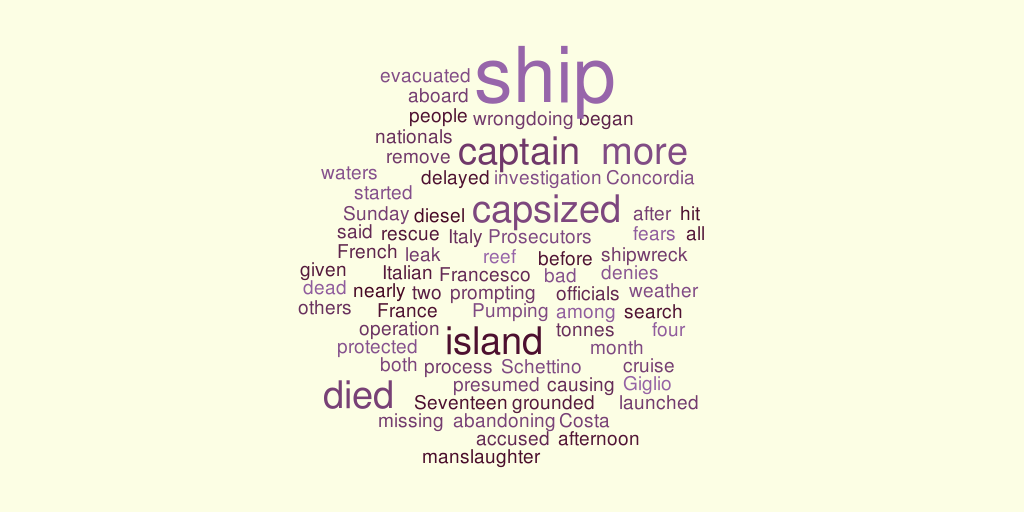 evacuated ship
aboard
people wrongdoing began
nationals
remove captain more
waters delayed investigation Concordia
started
Sunday diesel capsized after hit
said rescue Italy Prosecutors fears all
French leak reef before shipwreck
given Italian Francesco bad denies
dead nearly two prompting officials weather
others France Pumping among search
operation island tonnes four
protected month
both process Schettino cruise
presumed causing Giglio
died Seventeen grounded launched
missing abandoning Costa
accused afternoon
manslaughter